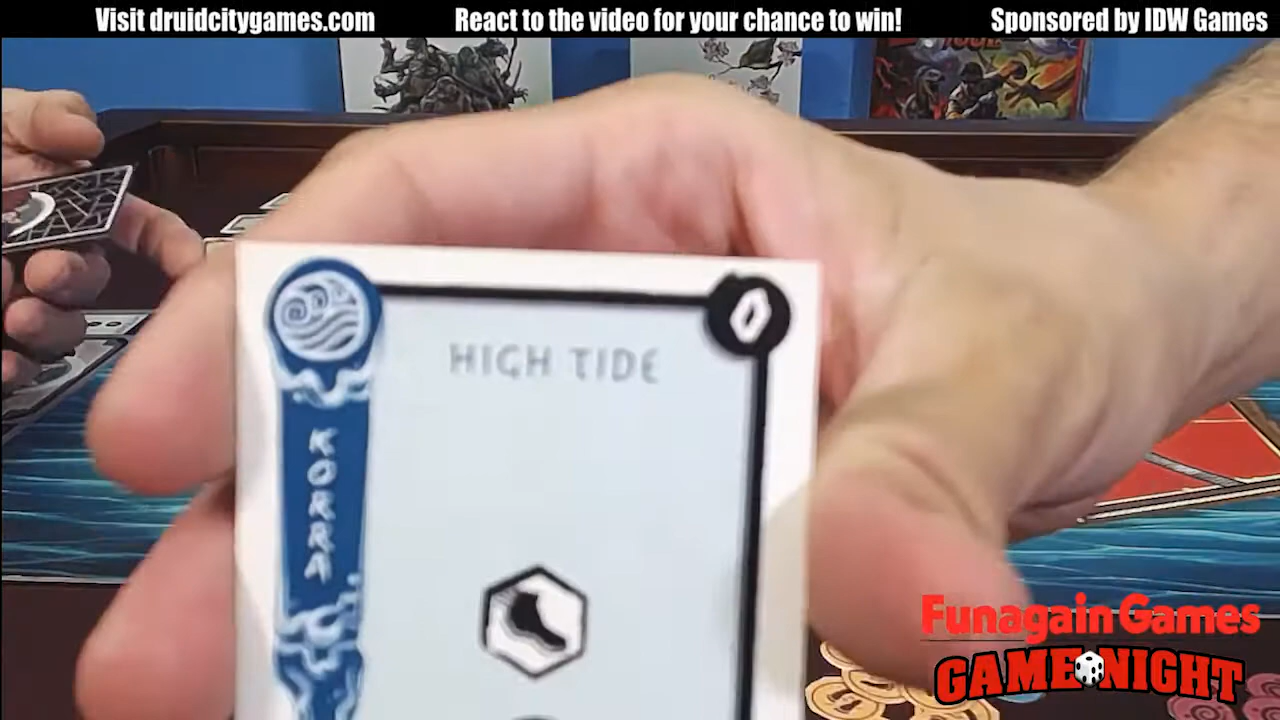 Visit druidcitygames.com
React to the video for your chance to win!
Sponsored by IDW Games
HIGH TIDE
0
KORRA
Funagain Games
GAME NIGHT